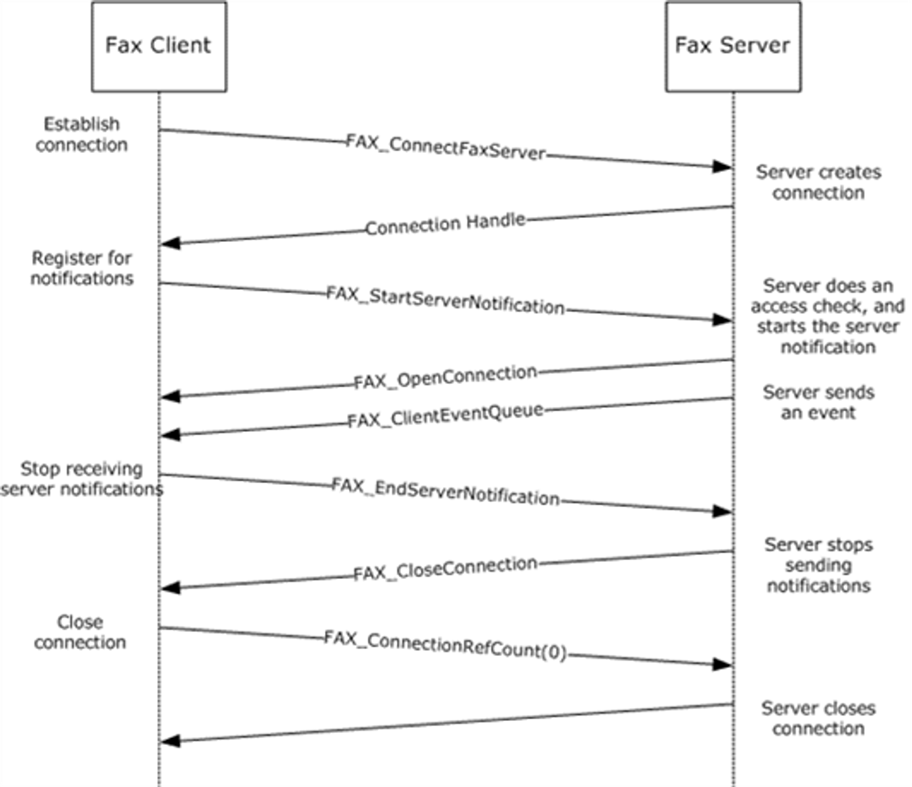 Fax Client
Fax Server
Establish
connection
FAX_ConnectFaxServer
Server creates
connection
Connection Handle
Register for
notifications
FAX_StartServerNotification
Server does an
access check, and
starts the server
notification
FAX_OpenConnection
Server sends
an event
FAX_ClientEventQueue
Stop receiving
server notifications
FAX_EndServerNotification
Server stops
sending
notifications
FAX_CloseConnection
Close
connection
FAX_ConnectionRefCount(0)
Server closes
connection